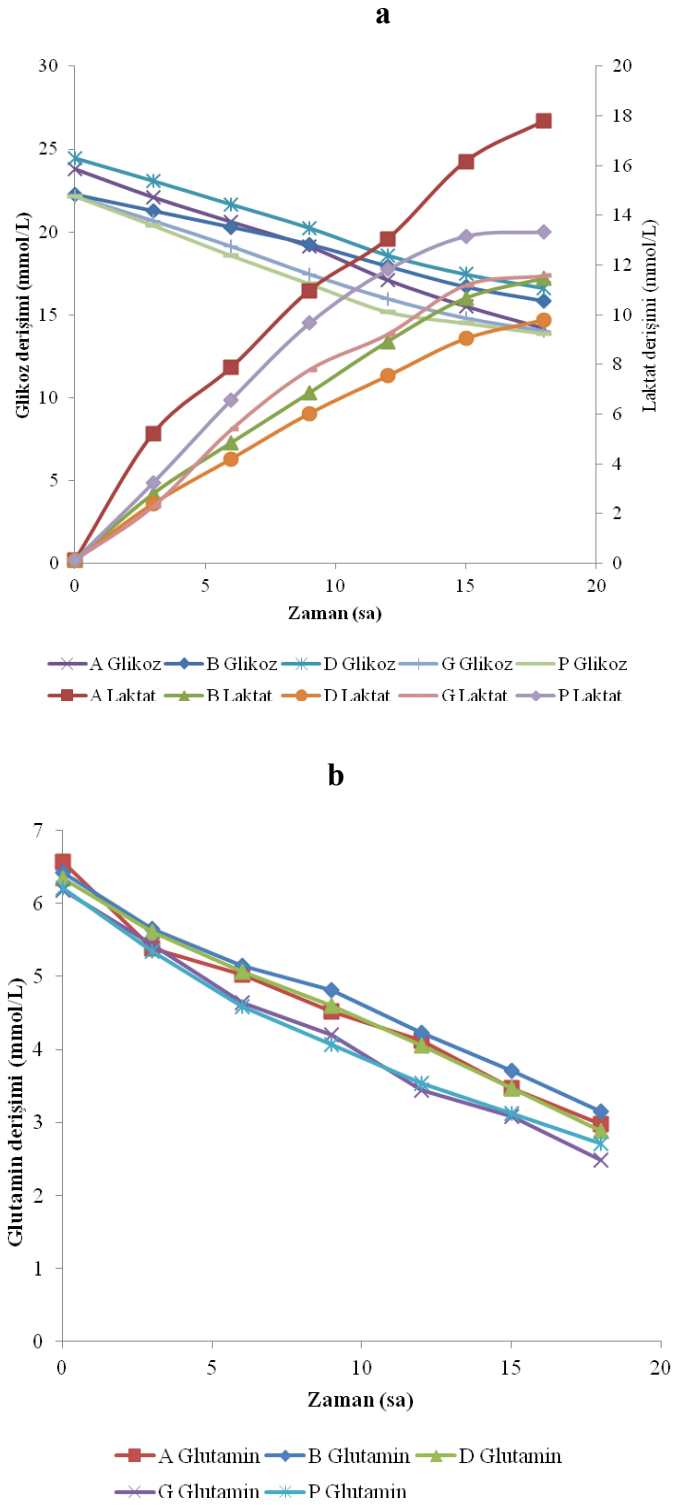 a
30
25
20
15
10
5
0
Glikoz derişimi (mmol/L)
20
18
16
14
12
10
8
6
4
2
0
Laktat derişimi (mmol/L)
0 5 10 15 20
Zaman (sa)
A Glikoz B Glikoz D Glikoz G Glikoz P Glikoz
A Laktat B Laktat D Laktat G Laktat P Laktat
b
7
6
5
4
3
2
1
0
Glutamin derişimi (mmol/L)
0 5 10 15 20
Zaman (sa)
A Glutamin B Glutamin D Glutamin
G Glutamin P Glutamin